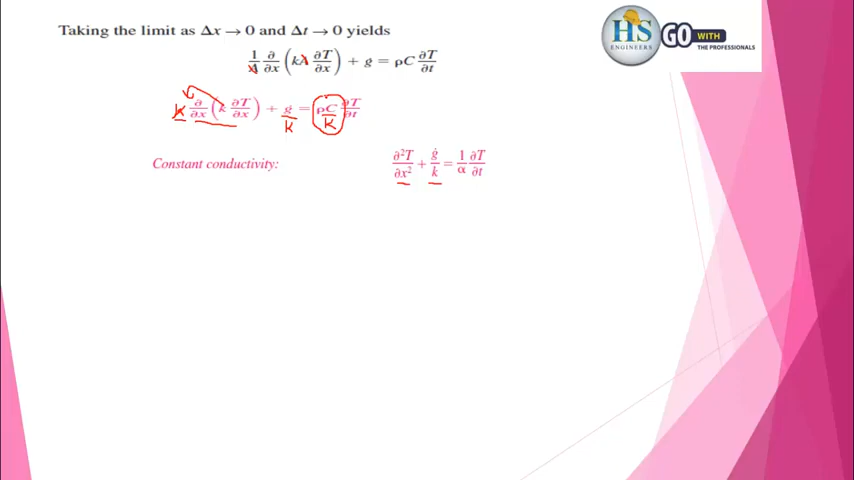 Taking the limit as Δx → 0 and Δt → 0 yields
1/A ∂/∂x (kA ∂T/∂x) + ġ = ρC ∂T/∂t
k ∂/∂x (k ∂T/∂x) + ġ/k = ρC/k ∂T/∂t
Constant conductivity: ∂²T/∂x² + ġ/k = 1/α ∂T/∂t
HS
ENGINEERS
GO WITH
THE PROFESSIONALS